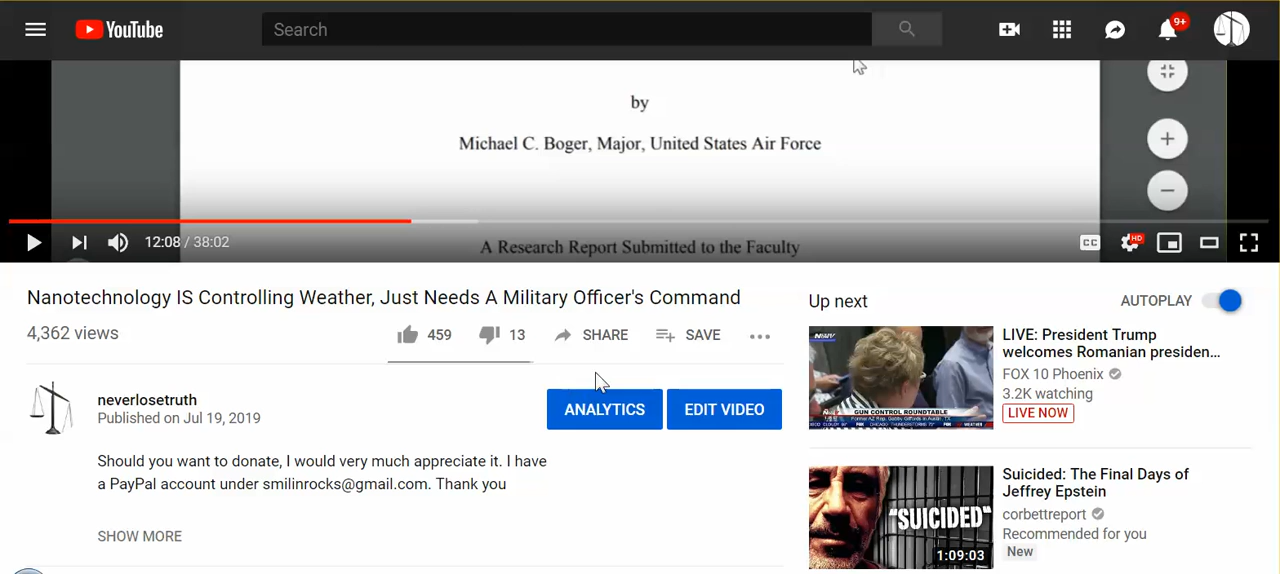 YouTube
Search
9+
by
Michael C. Boger, Major, United States Air Force
A Research Report Submitted to the Faculty
12:08 / 38:02
CC
HD
Nanotechnology IS Controlling Weather, Just Needs A Military Officer's Command
4,362 views
459
13
SHARE
SAVE
neverlosetruth
Published on Jul 19, 2019
ANALYTICS
EDIT VIDEO
Should you want to donate, I would very much appreciate it. I have
a PayPal account under smilinrocks@gmail.com. Thank you
SHOW MORE
Up next
AUTOPLAY
GUN CONTROL ROUNDTABLE
LIVE: President Trump
welcomes Romanian presiden...
FOX 10 Phoenix
3.2K watching
LIVE NOW
"SUICIDED"
1:09:03
Suicided: The Final Days of
Jeffrey Epstein
corbettreport
Recommended for you
New